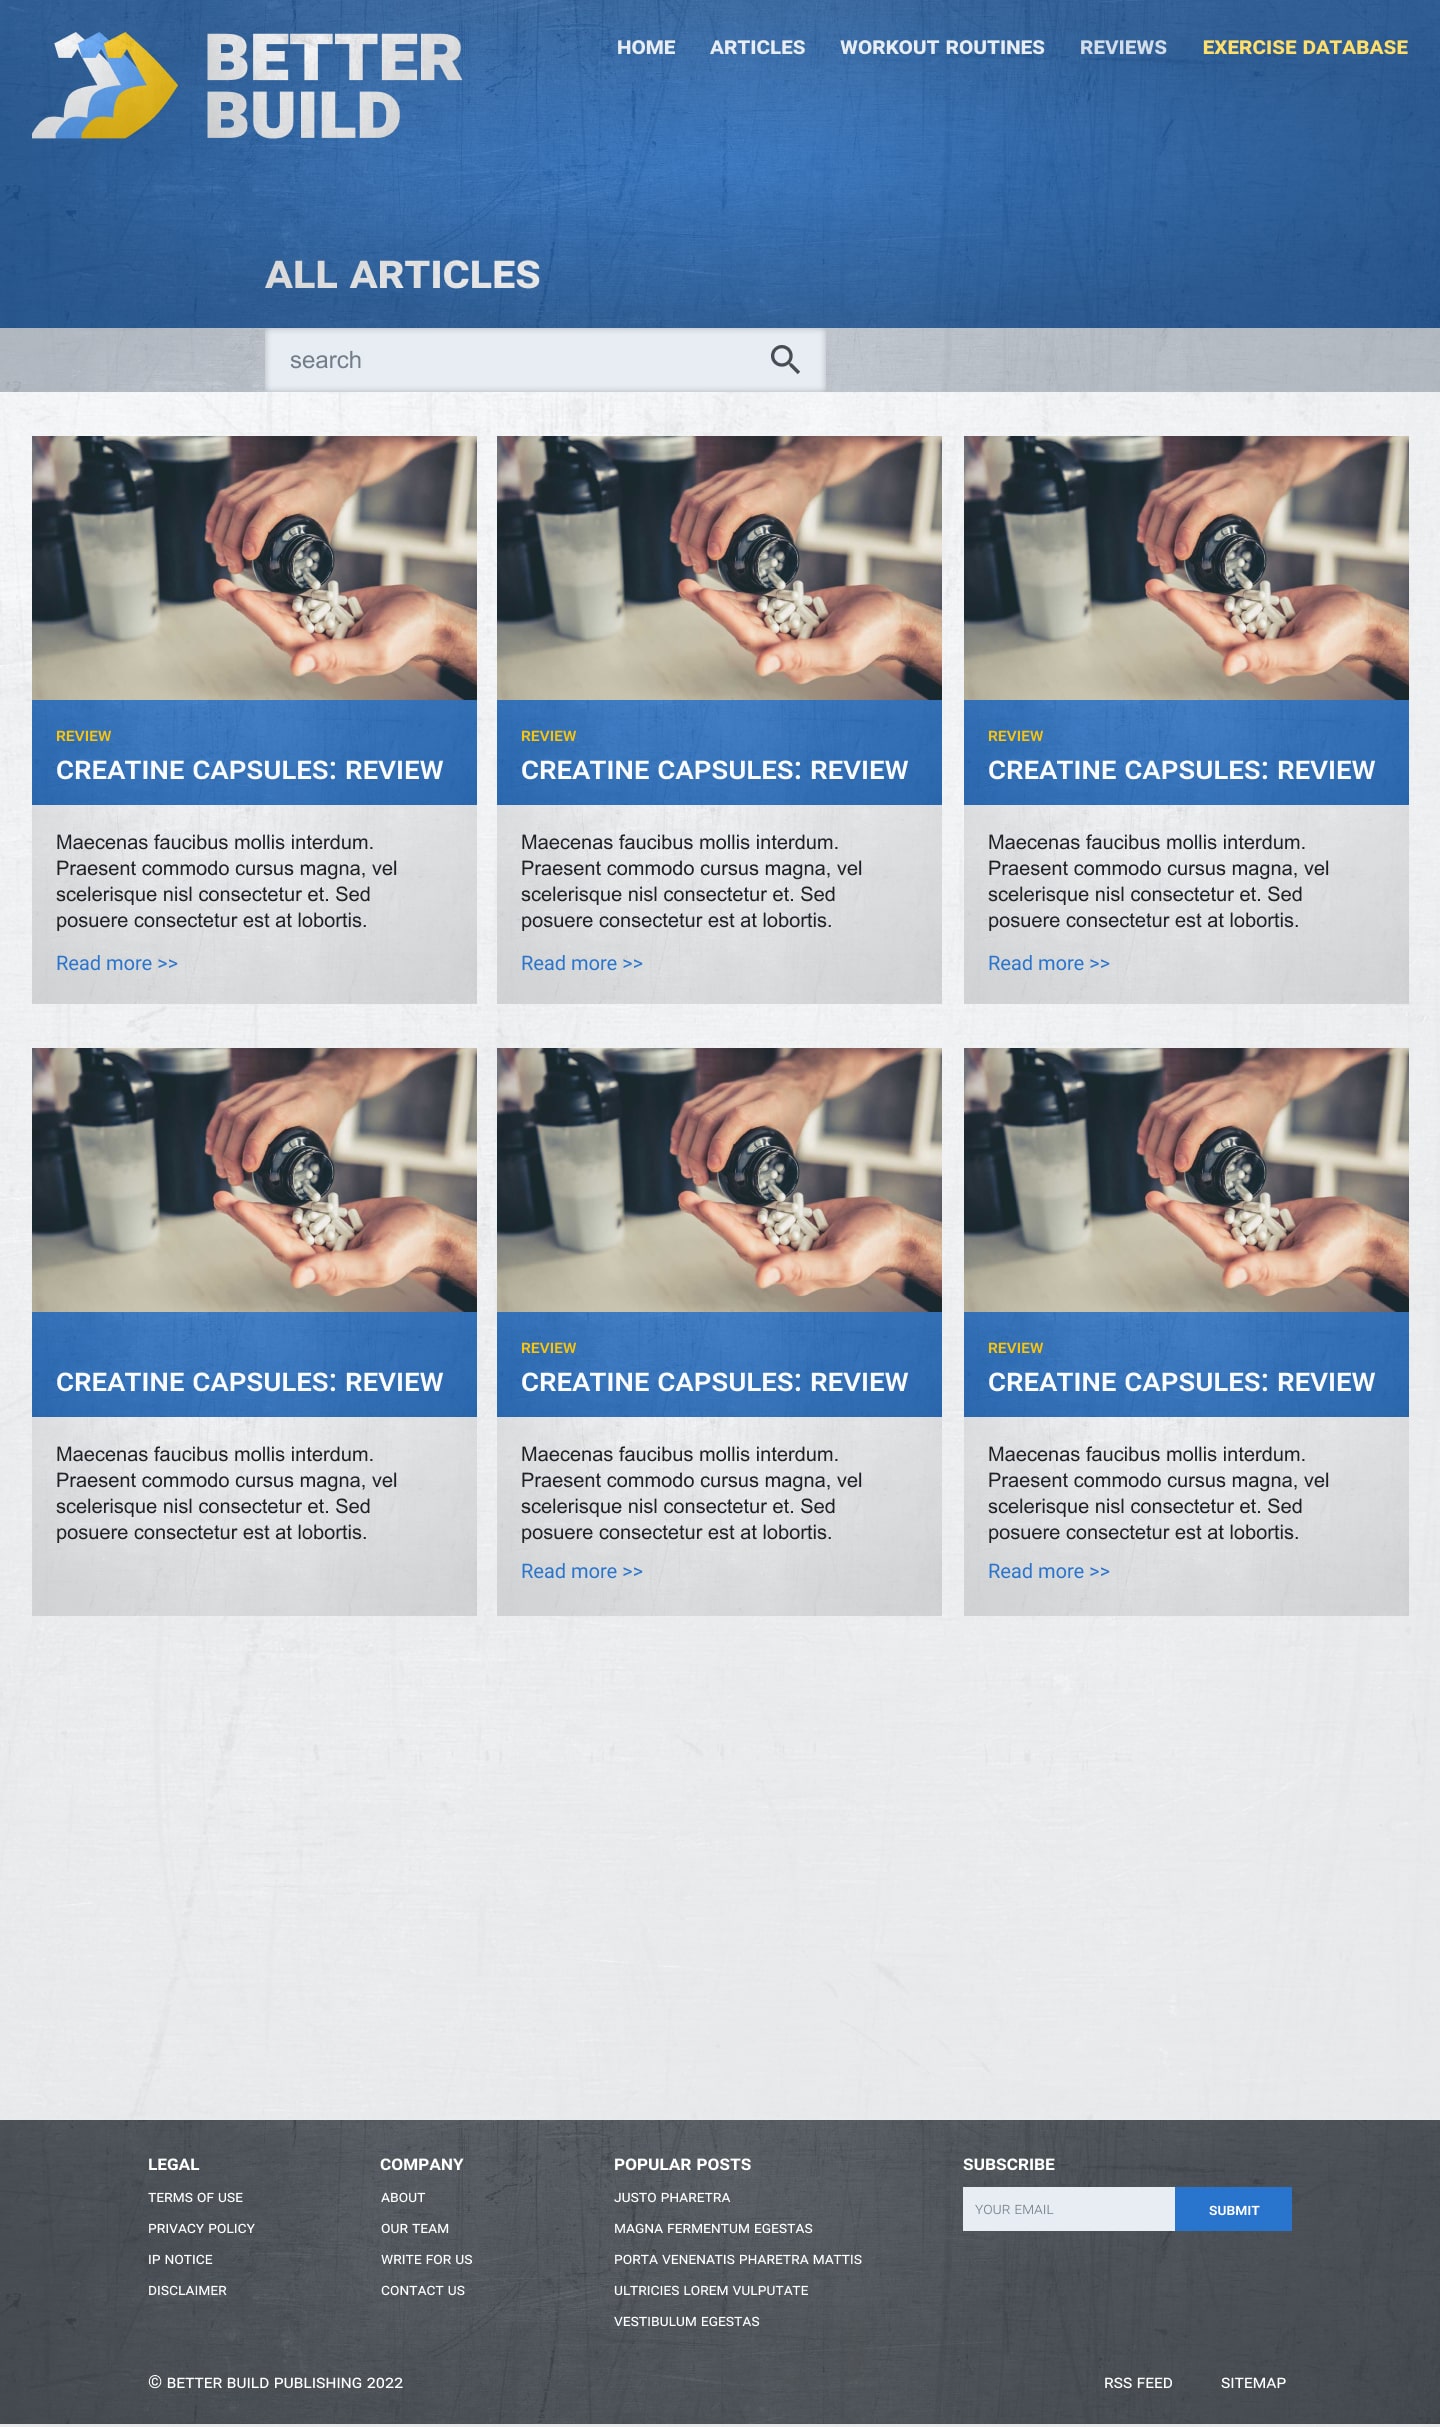 BETTER
BUILD
HOME ARTICLES WORKOUT ROUTINES REVIEWS EXERCISE DATABASE
ALL ARTICLES
search
REVIEW
CREATINE CAPSULES: REVIEW
Maecenas faucibus mollis interdum.
Praesent commodo cursus magna, vel
scelerisque nisl consectetur et. Sed
posuere consectetur est at lobortis.
Read more >>
REVIEW
CREATINE CAPSULES: REVIEW
Maecenas faucibus mollis interdum.
Praesent commodo cursus magna, vel
scelerisque nisl consectetur et. Sed
posuere consectetur est at lobortis.
Read more >>
REVIEW
CREATINE CAPSULES: REVIEW
Maecenas faucibus mollis interdum.
Praesent commodo cursus magna, vel
scelerisque nisl consectetur et. Sed
posuere consectetur est at lobortis.
Read more >>
CREATINE CAPSULES: REVIEW
Maecenas faucibus mollis interdum.
Praesent commodo cursus magna, vel
scelerisque nisl consectetur et. Sed
posuere consectetur est at lobortis.
REVIEW
CREATINE CAPSULES: REVIEW
Maecenas faucibus mollis interdum.
Praesent commodo cursus magna, vel
scelerisque nisl consectetur et. Sed
posuere consectetur est at lobortis.
Read more >>
REVIEW
CREATINE CAPSULES: REVIEW
Maecenas faucibus mollis interdum.
Praesent commodo cursus magna, vel
scelerisque nisl consectetur et. Sed
posuere consectetur est at lobortis.
Read more >>
LEGAL
TERMS OF USE
PRIVACY POLICY
IP NOTICE
DISCLAIMER
COMPANY
ABOUT
OUR TEAM
WRITE FOR US
CONTACT US
POPULAR POSTS
JUSTO PHARETRA
MAGNA FERMENTUM EGESTAS
PORTA VENENATIS PHARETRA MATTIS
ULTRICIES LOREM VULPUTATE
VESTIBULUM EGESTAS
SUBSCRIBE
YOUR EMAIL SUBMIT
© BETTER BUILD PUBLISHING 2022
RSS FEED SITEMAP